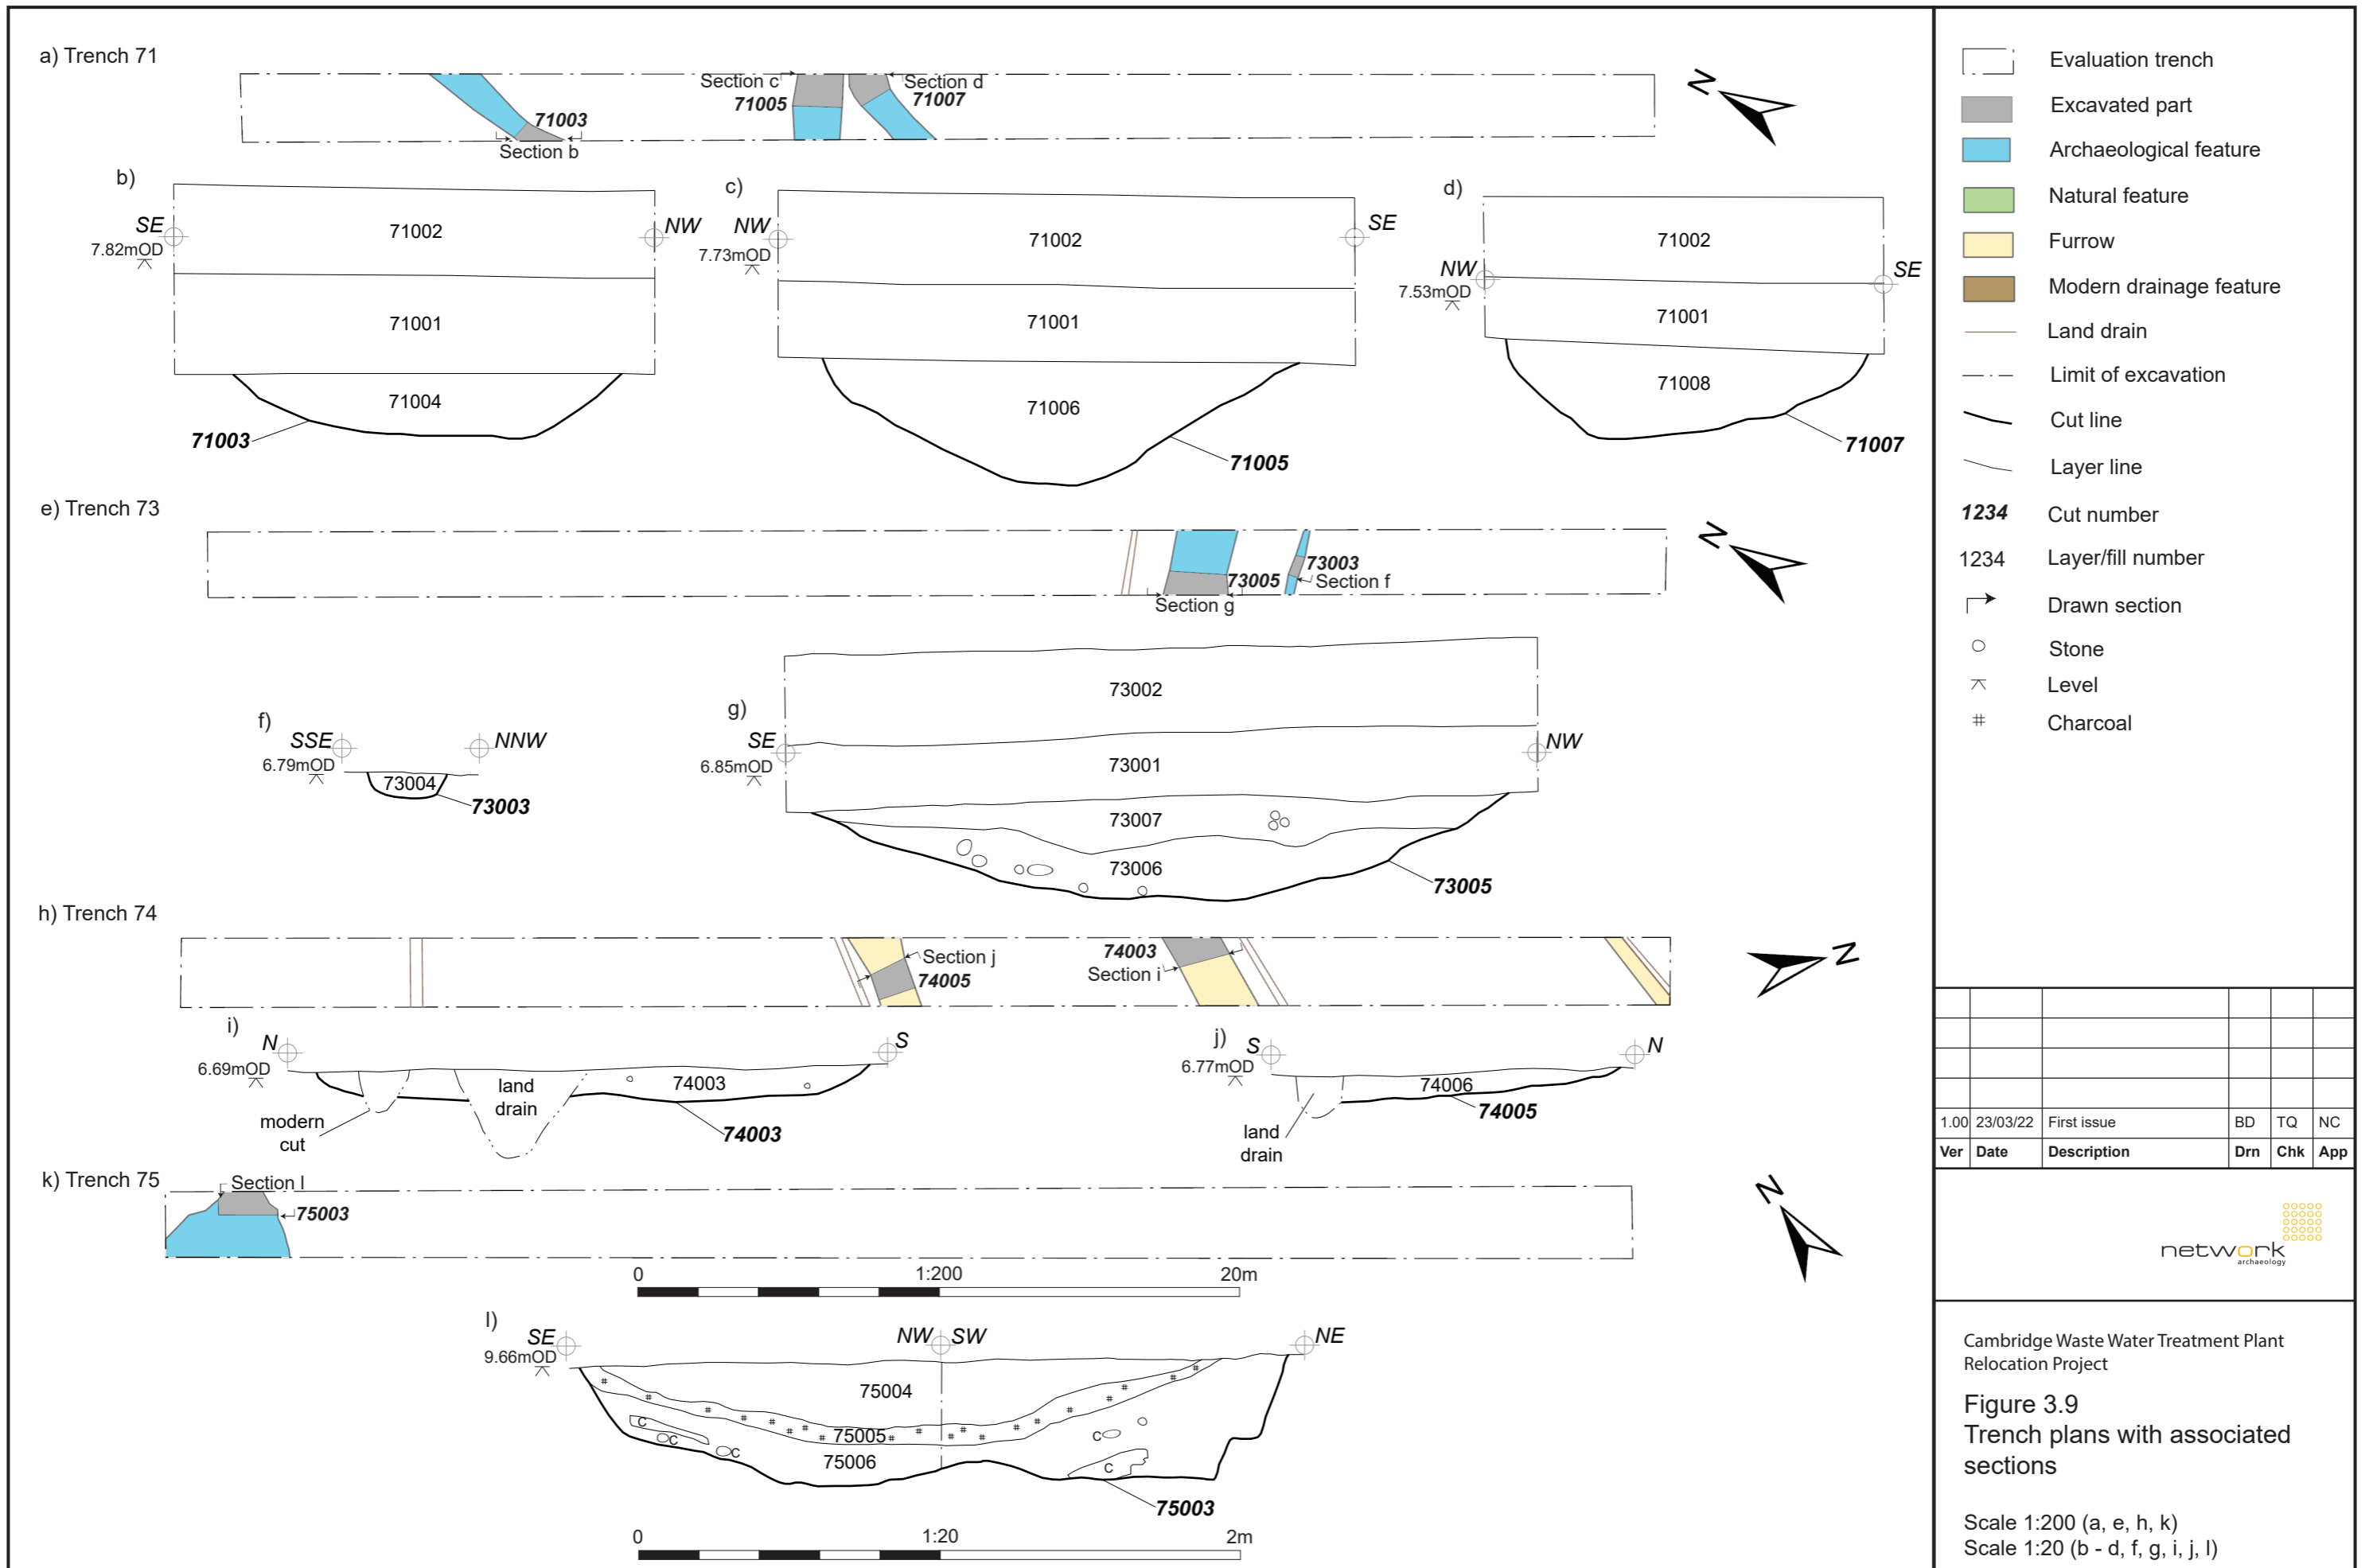 a) Trench 71
Section c
71005
Section d
71007
71003
Section b
N
b)
SE
7.82mOD
NW
71002
71001
71004
71003
c)
NW
7.73mOD
SE
71002
71001
71006
71005
d)
NW
7.53mOD
SE
71002
71001
71008
71007
e) Trench 73
73005
Section g
73003
Section f
N
f)
SSE
6.79mOD
NNW
73004
73003
g)
SE
6.85mOD
NW
73002
73001
73007
73006
73005
h) Trench 74
Section j
74005
74003
Section i
N
i)
N
6.69mOD
S
land
drain
74003
modern
cut
74003
j)
S
6.77mOD
N
74006
74005
land
drain
k) Trench 75
Section l
75003
N
0 1:200 20m
l)
SE
9.66mOD
NW SW
NE
75004
75005
75006
C
C
C
C
C
75003
0 1:20 2m
Evaluation trench
Excavated part
Archaeological feature
Natural feature
Furrow
Modern drainage feature
Land drain
Limit of excavation
Cut line
Layer line
1234 Cut number
1234 Layer/fill number
Drawn section
Stone
Level
Charcoal
1.00 23/03/22 First issue BD TQ NC
Ver Date Description Drn Chk App
network
archaeology
Cambridge Waste Water Treatment Plant
Relocation Project
Figure 3.9
Trench plans with associated
sections
Scale 1:200 (a, e, h, k)
Scale 1:20 (b - d, f, g, i, j, l)